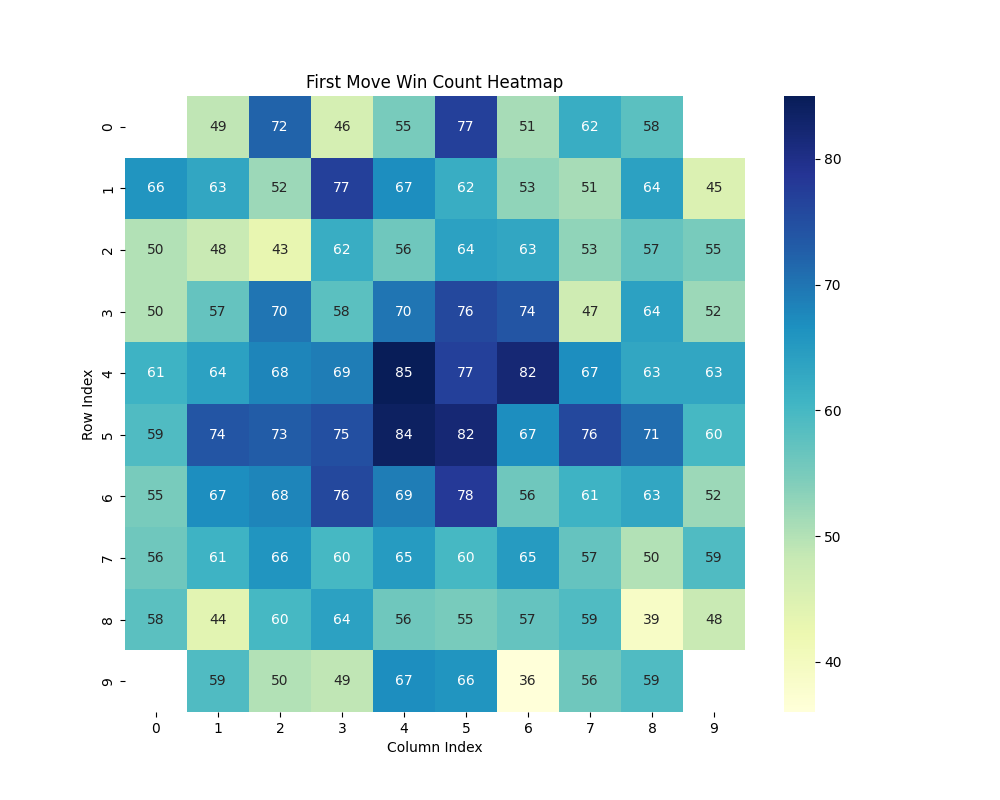 First Move Win Count Heatmap
0 49 72 46 55 77 51 62 58
1 66 63 52 77 67 62 53 51 64 45
2 50 48 43 62 56 64 63 53 57 55
3 50 57 70 58 70 76 74 47 64 52
4 61 64 68 69 85 77 82 67 63 63
5 59 74 73 75 84 82 67 76 71 60
6 55 67 68 76 69 78 56 61 63 52
7 56 61 66 60 65 60 65 57 50 59
8 58 44 60 64 56 55 57 59 39 48
9 59 50 49 67 66 36 56 59
0 1 2 3 4 5 6 7 8 9
Column Index
Row Index
80
70
60
50
40